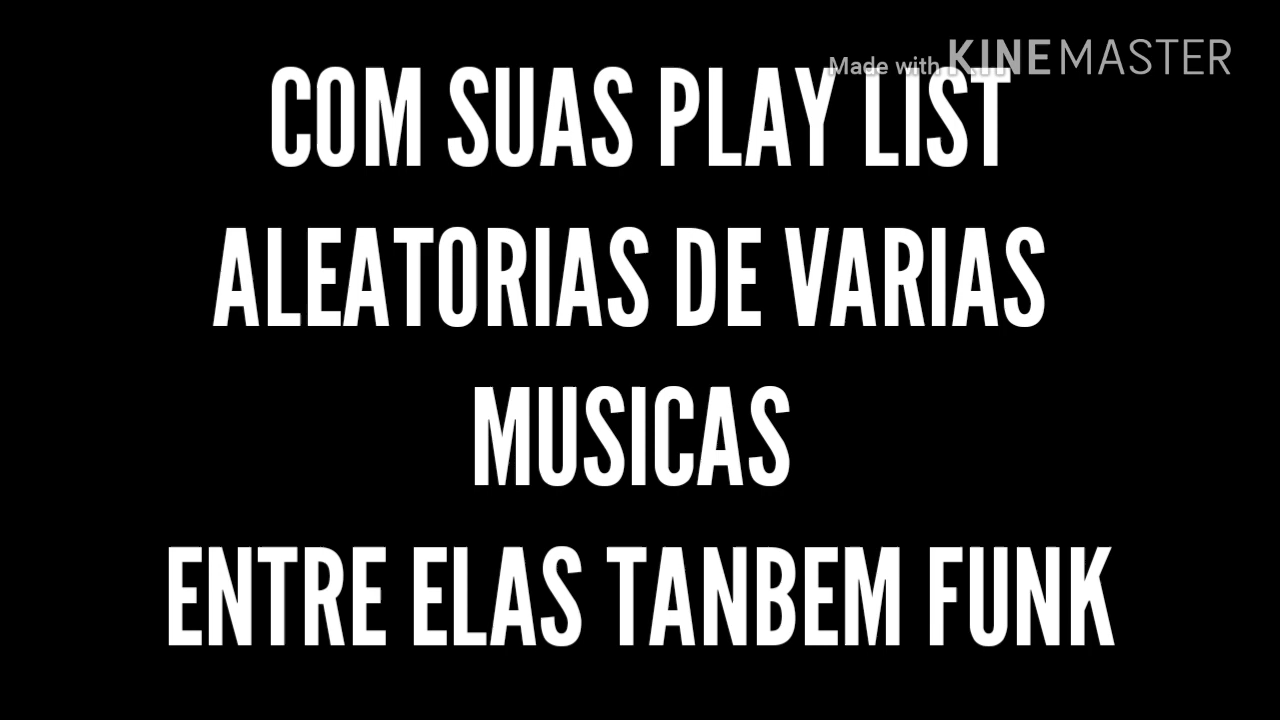 Made with KINEMASTER
COM SUAS PLAY LIST
ALEATORIAS DE VARIAS
MUSICAS
ENTRE ELAS TANBEM FUNK